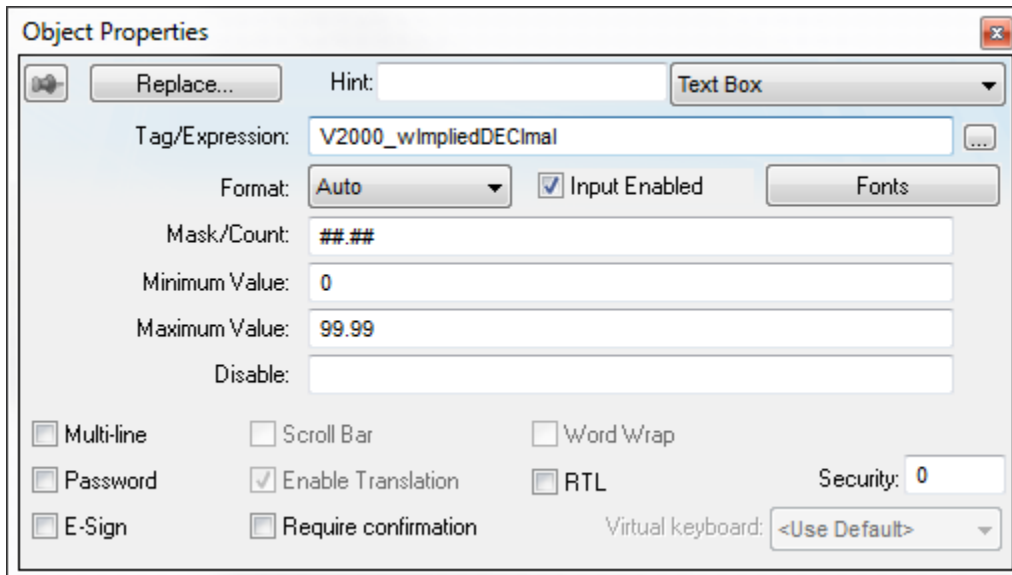 Object Properties
Replace... Hint: Text Box
Tag/Expression: V2000_wImpliedDECImal ...
Format: Auto Input Enabled Fonts
Mask/Count: ##.##
Minimum Value: 0
Maximum Value: 99.99
Disable:
Multi-line Scroll Bar Word Wrap
Password Enable Translation RTL Security: 0
E-Sign Require confirmation Virtual keyboard: <Use Default>